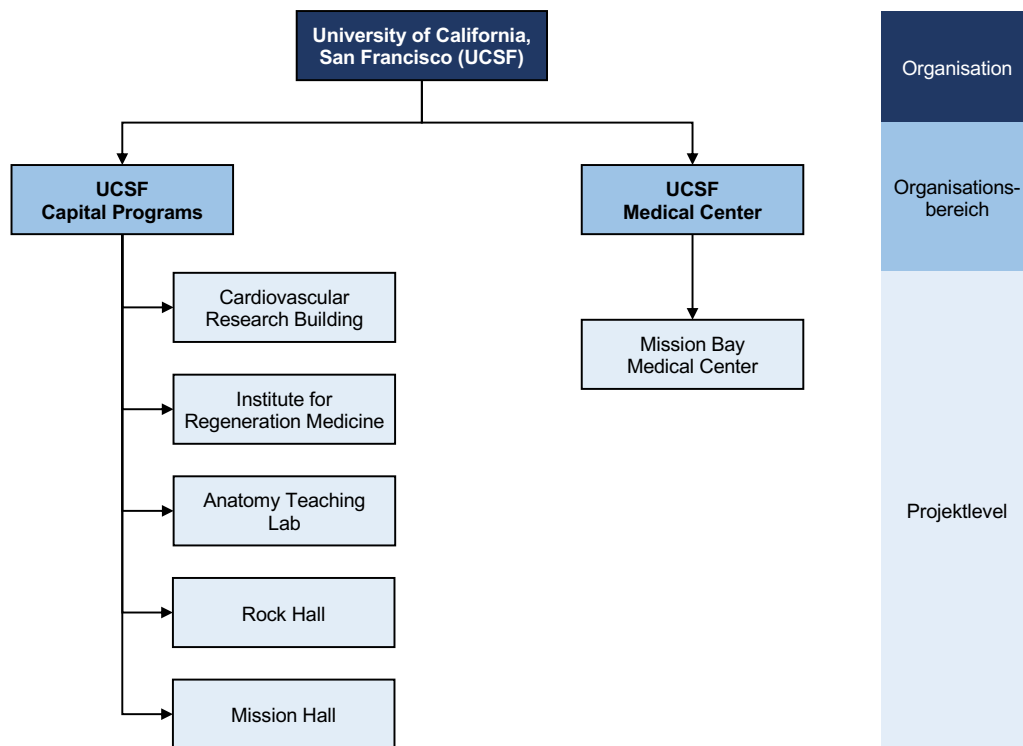 University of California,
San Francisco (UCSF)
Organisation
UCSF
Capital Programs
UCSF
Medical Center
Organisations-
bereich
Cardiovascular
Research Building
Mission Bay
Medical Center
Institute for
Regeneration Medicine
Anatomy Teaching
Lab
Projektlevel
Rock Hall
Mission Hall